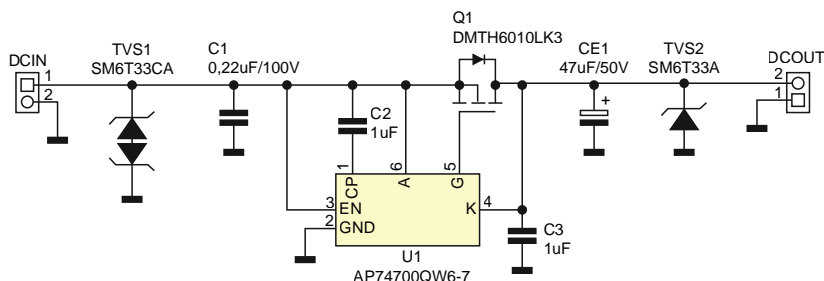 Q1
DMTH6010LK3
DCIN
TVS1
SM6T33CA
C1
0,22uF/100V
CE1
47uF/50V
TVS2
SM6T33A
DCOUT
1
2
2
1
+
C2
1uF
1
6
5
CP
A
G
3
EN
K
4
2
GND
C3
1uF
U1
AP74700QW6-7